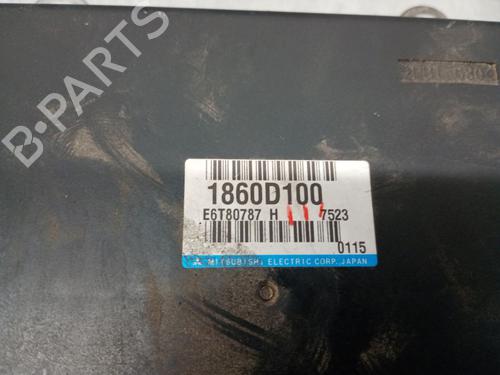 B-PARTS
1860D100
E6T80787 H 7523
0115
MITSUBISHI ELECTRIC CORP. JAPAN